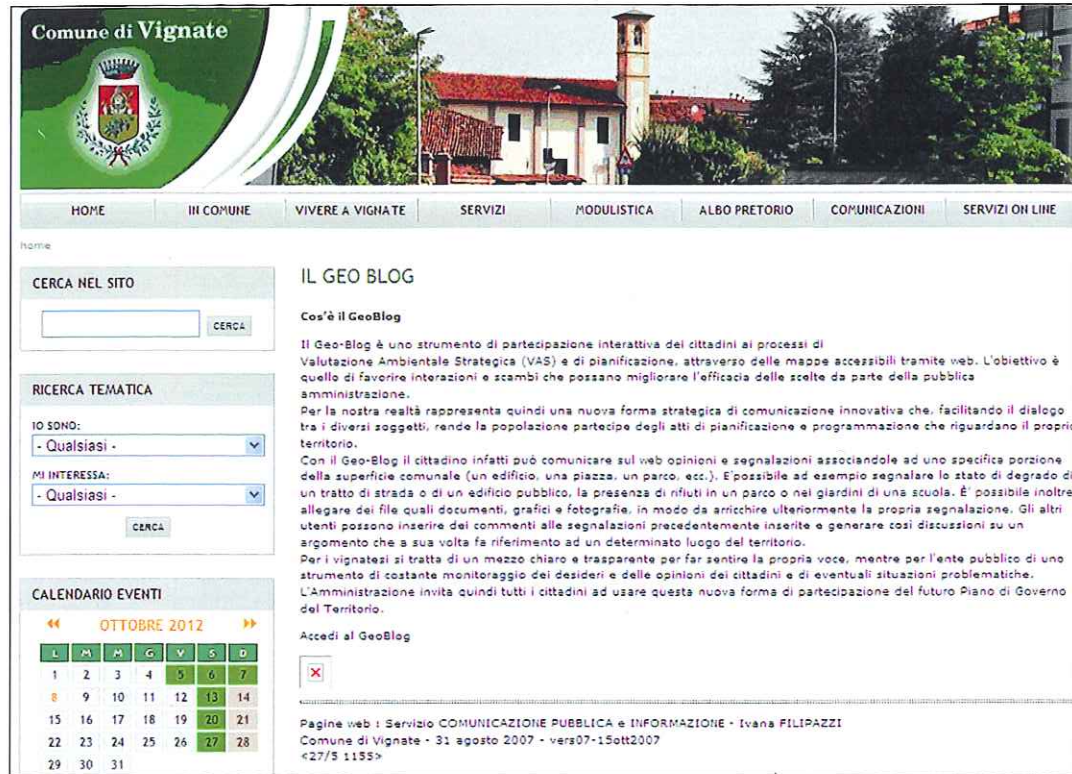 Comune di Vignate
HOME IN COMUNE VIVERE A VIGNATE SERVIZI MODULISTICA ALBO PRETORIO COMUNICAZIONI SERVIZI ON LINE
home
CERCA NEL SITO
CERCA
RICERCA TEMATICA
IO SONO:
- Qualsiasi -
MI INTERESSA:
- Qualsiasi -
CERCA
CALENDARIO EVENTI
OTTOBRE 2012
L M M G V S D
1 2 3 4 5 6 7
8 9 10 11 12 13 14
15 16 17 18 19 20 21
22 23 24 25 26 27 28
29 30 31
IL GEO BLOG
Cos'è il GeoBlog
Il Geo-Blog è uno strumento di partecipazione interattiva dei cittadini ai processi di
Valutazione Ambientale Strategica (VAS) e di pianificazione, attraverso delle mappe accessibili tramite web. L'obiettivo è
quello di favorire interazioni e scambi che possano migliorare l'efficacia delle scelte da parte della pubblica
amministrazione.
Per la nostra realtà rappresenta quindi una nuova forma strategica di comunicazione innovativa che, facilitando il dialogo
tra i diversi soggetti, rende la popolazione partecipe degli atti di pianificazione e programmazione che riguardano il proprio
territorio.
Con il Geo-Blog il cittadino infatti può comunicare sul web opinioni e segnalazioni associandole ad uno specifica porzione
della superficie comunale (un edificio, una piazza, un parco, ecc.). E'possibile ad esempio segnalare lo stato di degrado di
un tratto di strada o di un edificio pubblico, la presenza di rifiuti in un parco o nei giardini di una scuola. É' possibile inoltre
allegare dei file quali documenti, grafici e fotografie, in modo da arricchire ulteriormente la propria segnalazione. Gli altri
utenti possono inserire dei commenti alle segnalazioni precedentemente inserite e generare così discussioni su un
argomento che a sua volta fa riferimento ad un determinato luogo del territorio.
Per i vignatesi si tratta di un mezzo chiaro e trasparente per far sentire la propria voce, mentre per l'ente pubblico di uno
strumento di costante monitoraggio dei desideri e delle opinioni dei cittadini e di eventuali situazioni problematiche.
L'Amministrazione invita quindi tutti i cittadini ad usare questa nuova forma di partecipazione del futuro Piano di Governo
del Territorio.
Accedi al GeoBlog
Pagine web : Servizio COMUNICAZIONE PUBBLICA e INFORMAZIONE - Ivana FILIPAZZI
Comune di Vignate - 31 agosto 2007 - vers07-15ott2007
<27/5 1155>